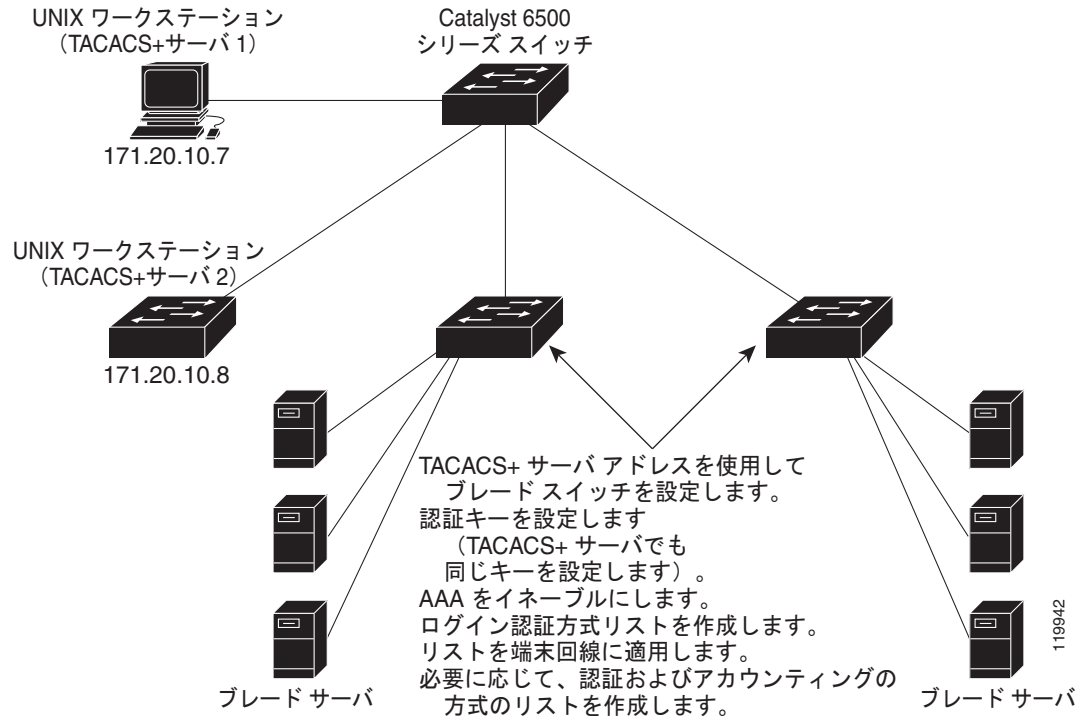 UNIX ワークステーション
（TACACS+サーバ 1）
171.20.10.7
Catalyst 6500
シリーズ スイッチ
UNIX ワークステーション
（TACACS+サーバ 2）
171.20.10.8
TACACS+ サーバ アドレスを使用して
ブレード スイッチを設定します。
認証キーを設定します
（TACACS+ サーバでも
同じキーを設定します）。
AAA をイネーブルにします。
ログイン認証方式リストを作成します。
リストを端末回線に適用します。
必要に応じて、認証およびアカウンティングの
方式のリストを作成します。
ブレード サーバ
ブレード サーバ
119942